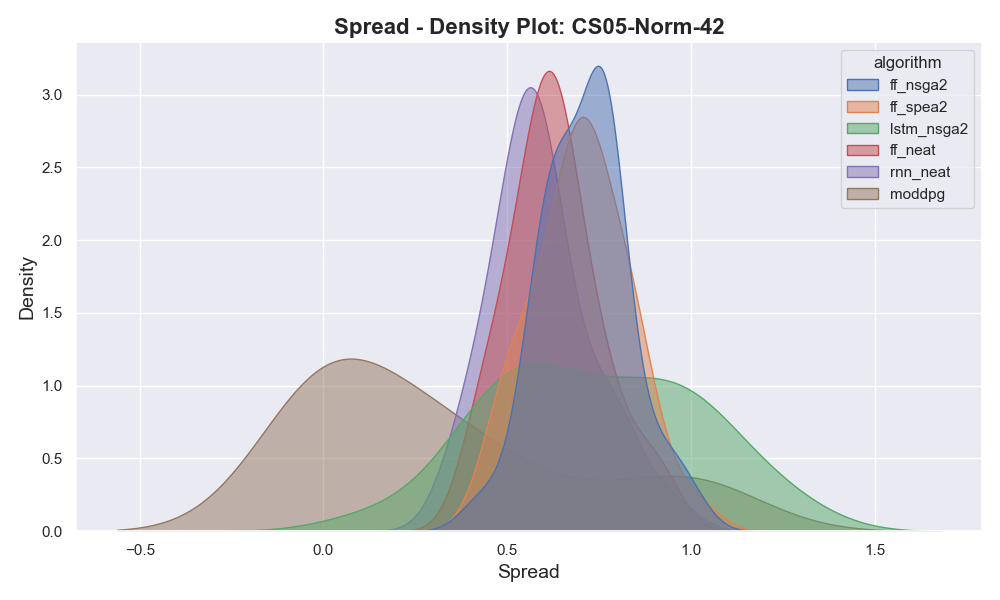 Spread - Density Plot: CS05-Norm-42
algorithm
ff_nsga2
ff_spea2
lstm_nsga2
ff_neat
rnn_neat
moddpg
Density
3.0
2.5
2.0
1.5
1.0
0.5
0.0
−0.5
0.0
0.5
1.0
1.5
Spread